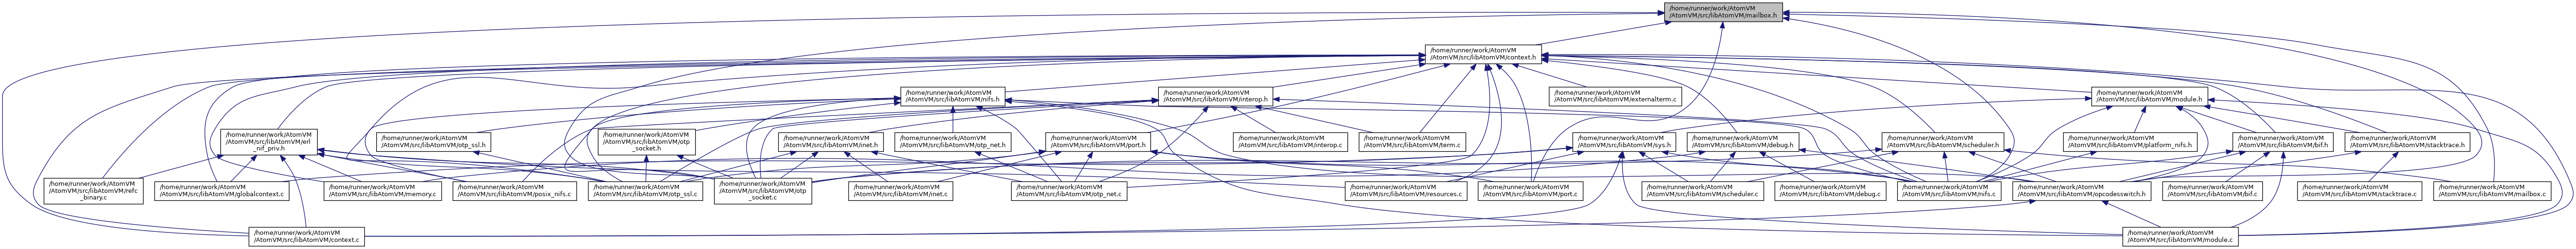 /home/runner/work/AtomVM
/AtomVM/src/libAtomVM/mailbox.h
/home/runner/work/AtomVM
/AtomVM/src/libAtomVM/context.h
/home/runner/work/AtomVM
/AtomVM/src/libAtomVM/nifs.h
/home/runner/work/AtomVM
/AtomVM/src/libAtomVM/interop.h
/home/runner/work/AtomVM
/AtomVM/src/libAtomVM/externalterm.c
/home/runner/work/AtomVM
/AtomVM/src/libAtomVM/module.h
/home/runner/work/AtomVM
/AtomVM/src/libAtomVM/erl
_nif_priv.h
/home/runner/work/AtomVM
/AtomVM/src/libAtomVM/otp_ssl.h
/home/runner/work/AtomVM
/AtomVM/src/libAtomVM/otp
_socket.h
/home/runner/work/AtomVM
/AtomVM/src/libAtomVM/inet.h
/home/runner/work/AtomVM
/AtomVM/src/libAtomVM/otp_net.h
/home/runner/work/AtomVM
/AtomVM/src/libAtomVM/port.h
/home/runner/work/AtomVM
/AtomVM/src/libAtomVM/interop.c
/home/runner/work/AtomVM
/AtomVM/src/libAtomVM/term.c
/home/runner/work/AtomVM
/AtomVM/src/libAtomVM/sys.h
/home/runner/work/AtomVM
/AtomVM/src/libAtomVM/debug.h
/home/runner/work/AtomVM
/AtomVM/src/libAtomVM/scheduler.h
/home/runner/work/AtomVM
/AtomVM/src/libAtomVM/platform_nifs.h
/home/runner/work/AtomVM
/AtomVM/src/libAtomVM/bif.h
/home/runner/work/AtomVM
/AtomVM/src/libAtomVM/stacktrace.h
/home/runner/work/AtomVM
/AtomVM/src/libAtomVM/refc
_binary.c
/home/runner/work/AtomVM
/AtomVM/src/libAtomVM/globalcontext.c
/home/runner/work/AtomVM
/AtomVM/src/libAtomVM/memory.c
/home/runner/work/AtomVM
/AtomVM/src/libAtomVM/posix_nifs.c
/home/runner/work/AtomVM
/AtomVM/src/libAtomVM/otp_ssl.c
/home/runner/work/AtomVM
/AtomVM/src/libAtomVM/otp
_socket.c
/home/runner/work/AtomVM
/AtomVM/src/libAtomVM/inet.c
/home/runner/work/AtomVM
/AtomVM/src/libAtomVM/otp_net.c
/home/runner/work/AtomVM
/AtomVM/src/libAtomVM/resources.c
/home/runner/work/AtomVM
/AtomVM/src/libAtomVM/port.c
/home/runner/work/AtomVM
/AtomVM/src/libAtomVM/scheduler.c
/home/runner/work/AtomVM
/AtomVM/src/libAtomVM/debug.c
/home/runner/work/AtomVM
/AtomVM/src/libAtomVM/nifs.c
/home/runner/work/AtomVM
/AtomVM/src/libAtomVM/opcodesswitch.h
/home/runner/work/AtomVM
/AtomVM/src/libAtomVM/bif.c
/home/runner/work/AtomVM
/AtomVM/src/libAtomVM/stacktrace.c
/home/runner/work/AtomVM
/AtomVM/src/libAtomVM/mailbox.c
/home/runner/work/AtomVM
/AtomVM/src/libAtomVM/context.c
/home/runner/work/AtomVM
/AtomVM/src/libAtomVM/module.c